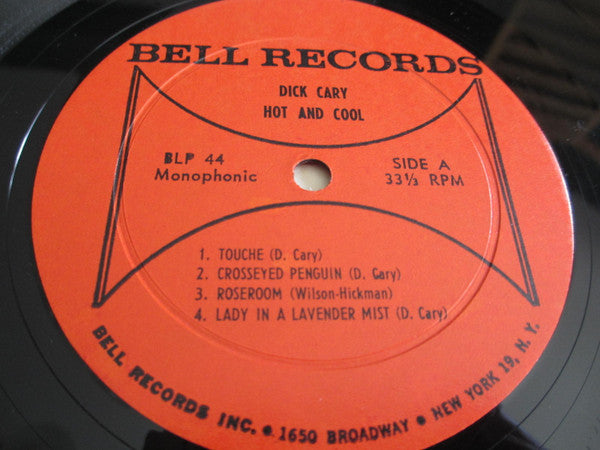 BELL RECORDS
DICK CARY
HOT AND COOL
BLP 44
Monophonic
SIDE A
33⅓ RPM
1. TOUCHE (D. Cary)
2. CROSSEYED PENGUIN (D. Cary)
3. ROSEROOM (Wilson-Hickman)
4. LADY IN A LAVENDER MIST (D. Cary)
BELL RECORDS INC. • 1650 BROADWAY • NEW YORK 19, N. Y.